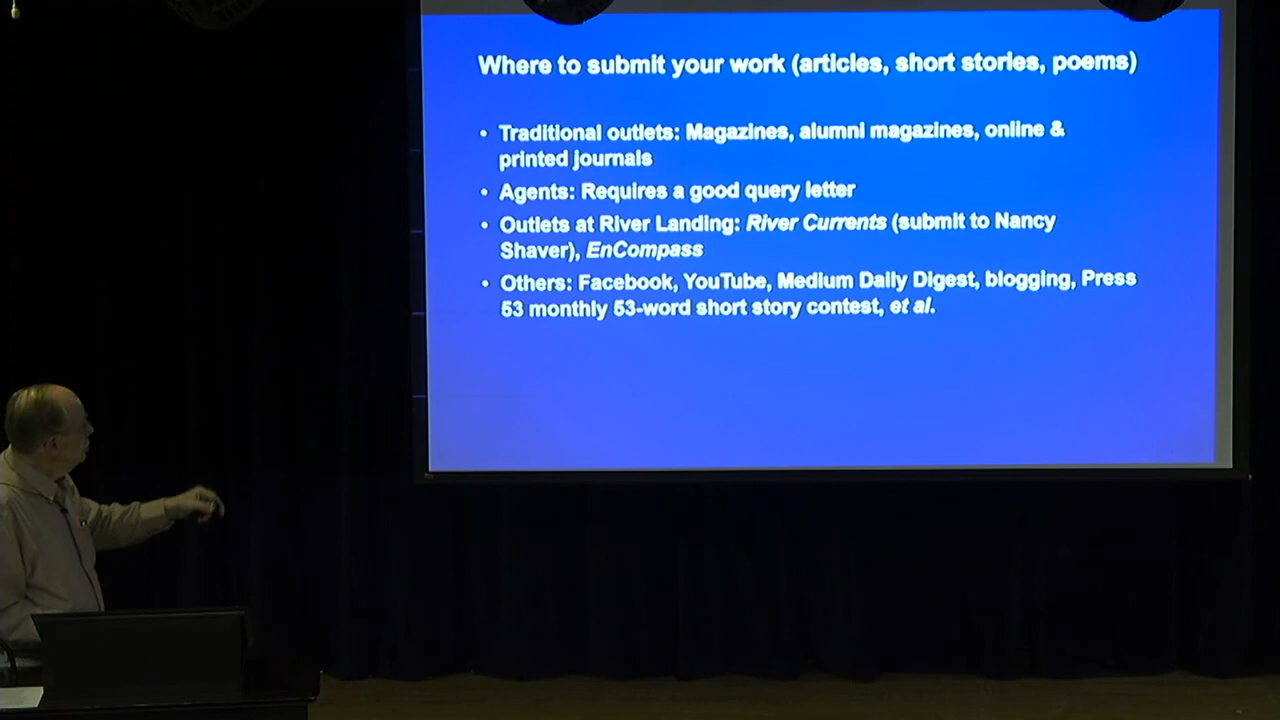 Where to submit your work (articles, short stories, poems)
• Traditional outlets: Magazines, alumni magazines, online &
printed journals
• Agents: Requires a good query letter
• Outlets at River Landing: River Currents (submit to Nancy
Shaver), EnCompass
• Others: Facebook, YouTube, Medium Daily Digest, blogging, Press
53 monthly 53-word short story contest, et al.